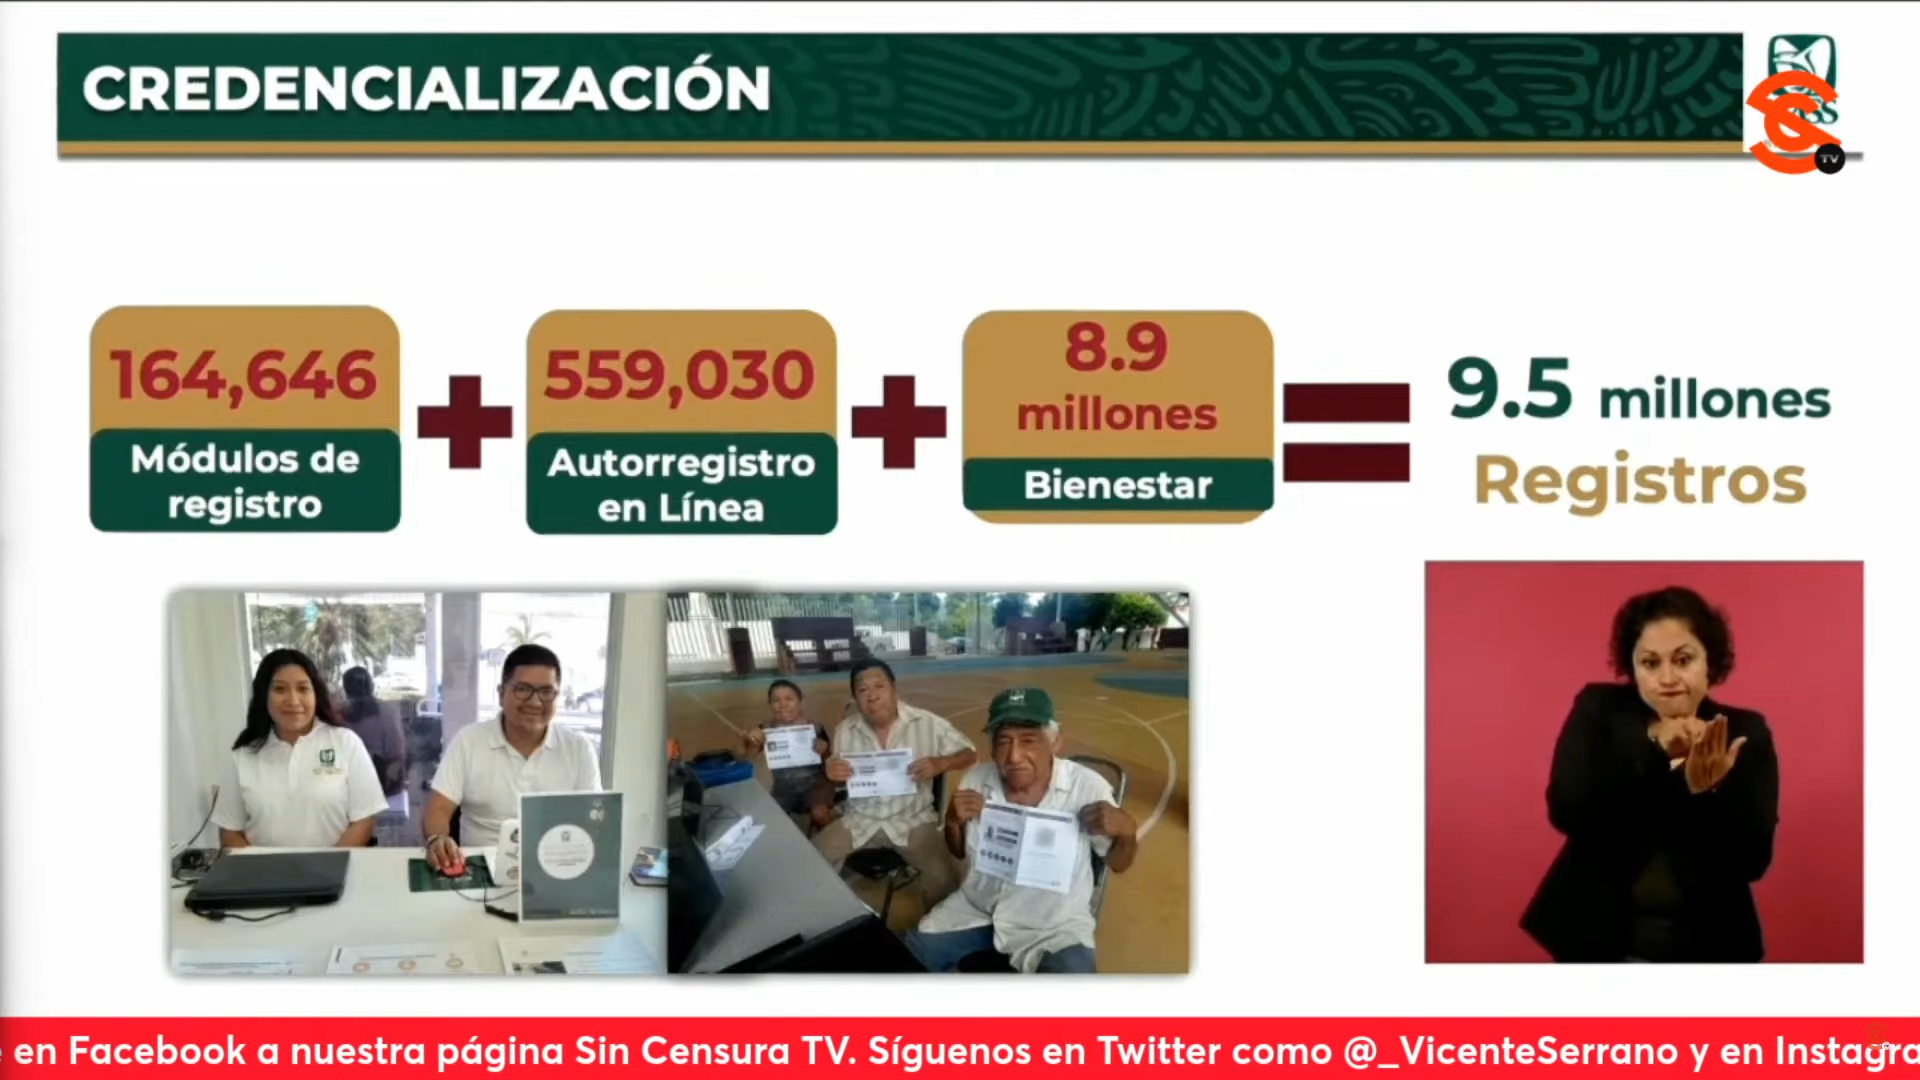 CREDENCIALIZACIÓN
TV
164,646
Módulos de
registro
559,030
Autorregistro
en Línea
8.9
millones
Bienestar
9.5 millones
Registros
en Facebook a nuestra página Sin Censura TV. Síguenos en Twitter como @_VicenteSerrano y en Instagra